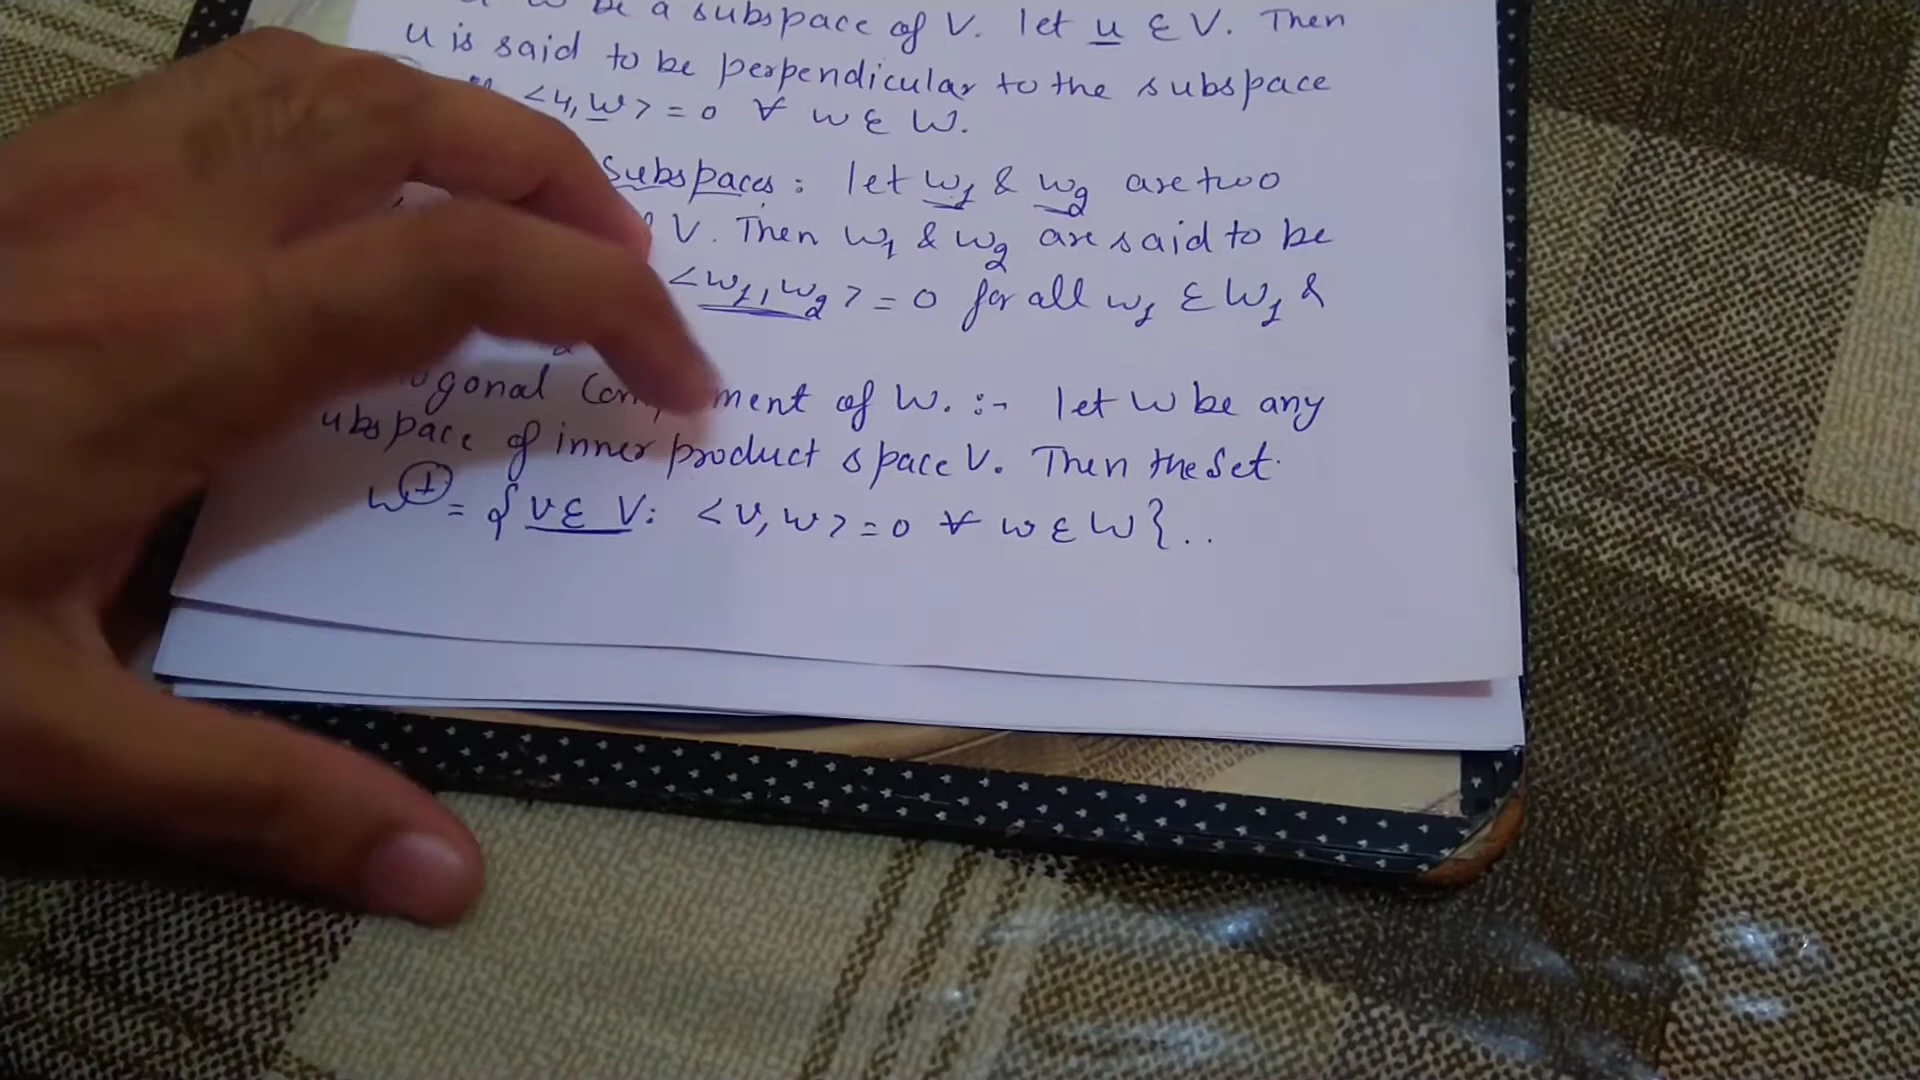 be a subspace of V. let u ε V. Then
u is said to be perpendicular to the subspace
<u, w> = 0 ∀ w ε W.
Subspaces: let w₁ & w₂ are two
V. Then w₁ & w₂ are said to be
<w₁, w₂> = 0 for all w₁ ε W₁ &
ogonal Com ment of W. :- let W be any
ubspace of inner product space V. Then the Set
W⊥ = {v ε V: <v, w> = 0 ∀ w ε W}..